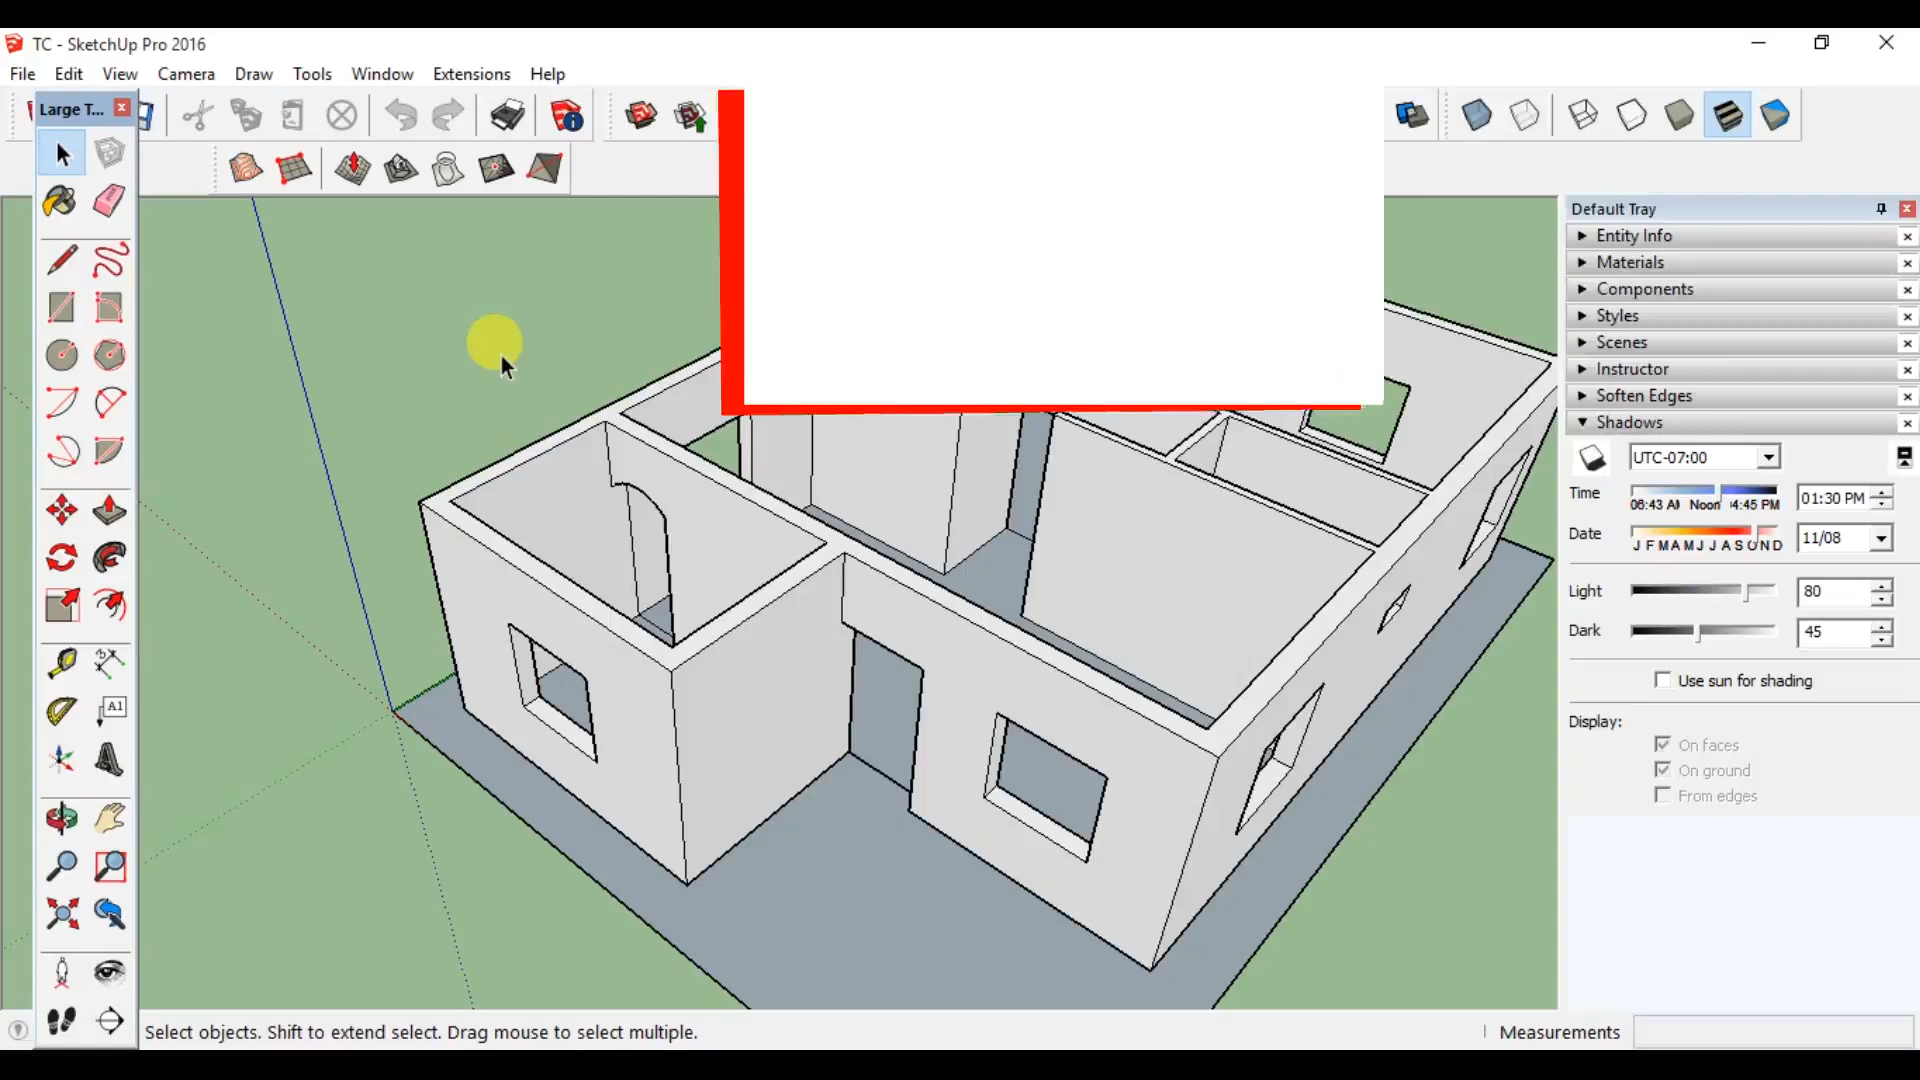 TC - SketchUp Pro 2016
File Edit View Camera Draw Tools Window Extensions Help
Large T...
Default Tray
Entity Info
Materials
Components
Styles
Scenes
Instructor
Soften Edges
Shadows
UTC-07:00
Time 01:30 PM
06:43 AM Noon 4:45 PM
Date 11/08
J F M A M J J A S O N D
Light 80
Dark 45
Use sun for shading
Display:
On faces
On ground
From edges
A1
Select objects. Shift to extend select. Drag mouse to select multiple. Measurements